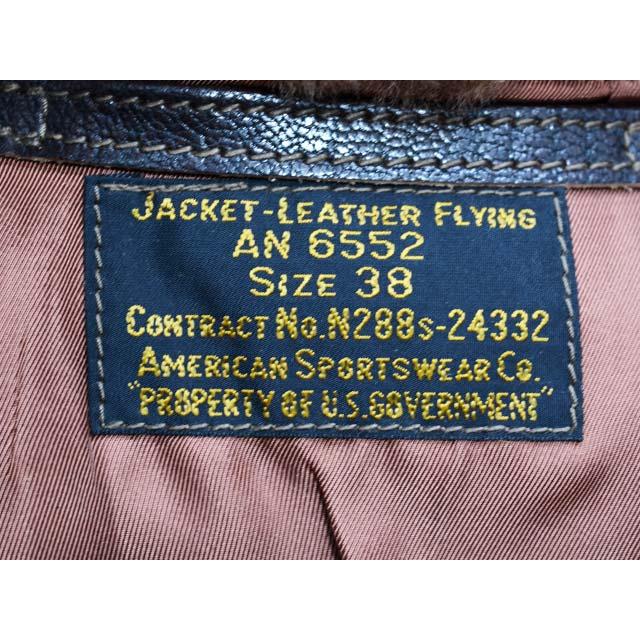 JACKET-LEATHER FLYING
AN 6552
SIZE 38
CONTRACT NO. N288S-24332
AMERICAN SPORTSWEAR CO.
"PROPERTY OF U.S. GOVERNMENT"